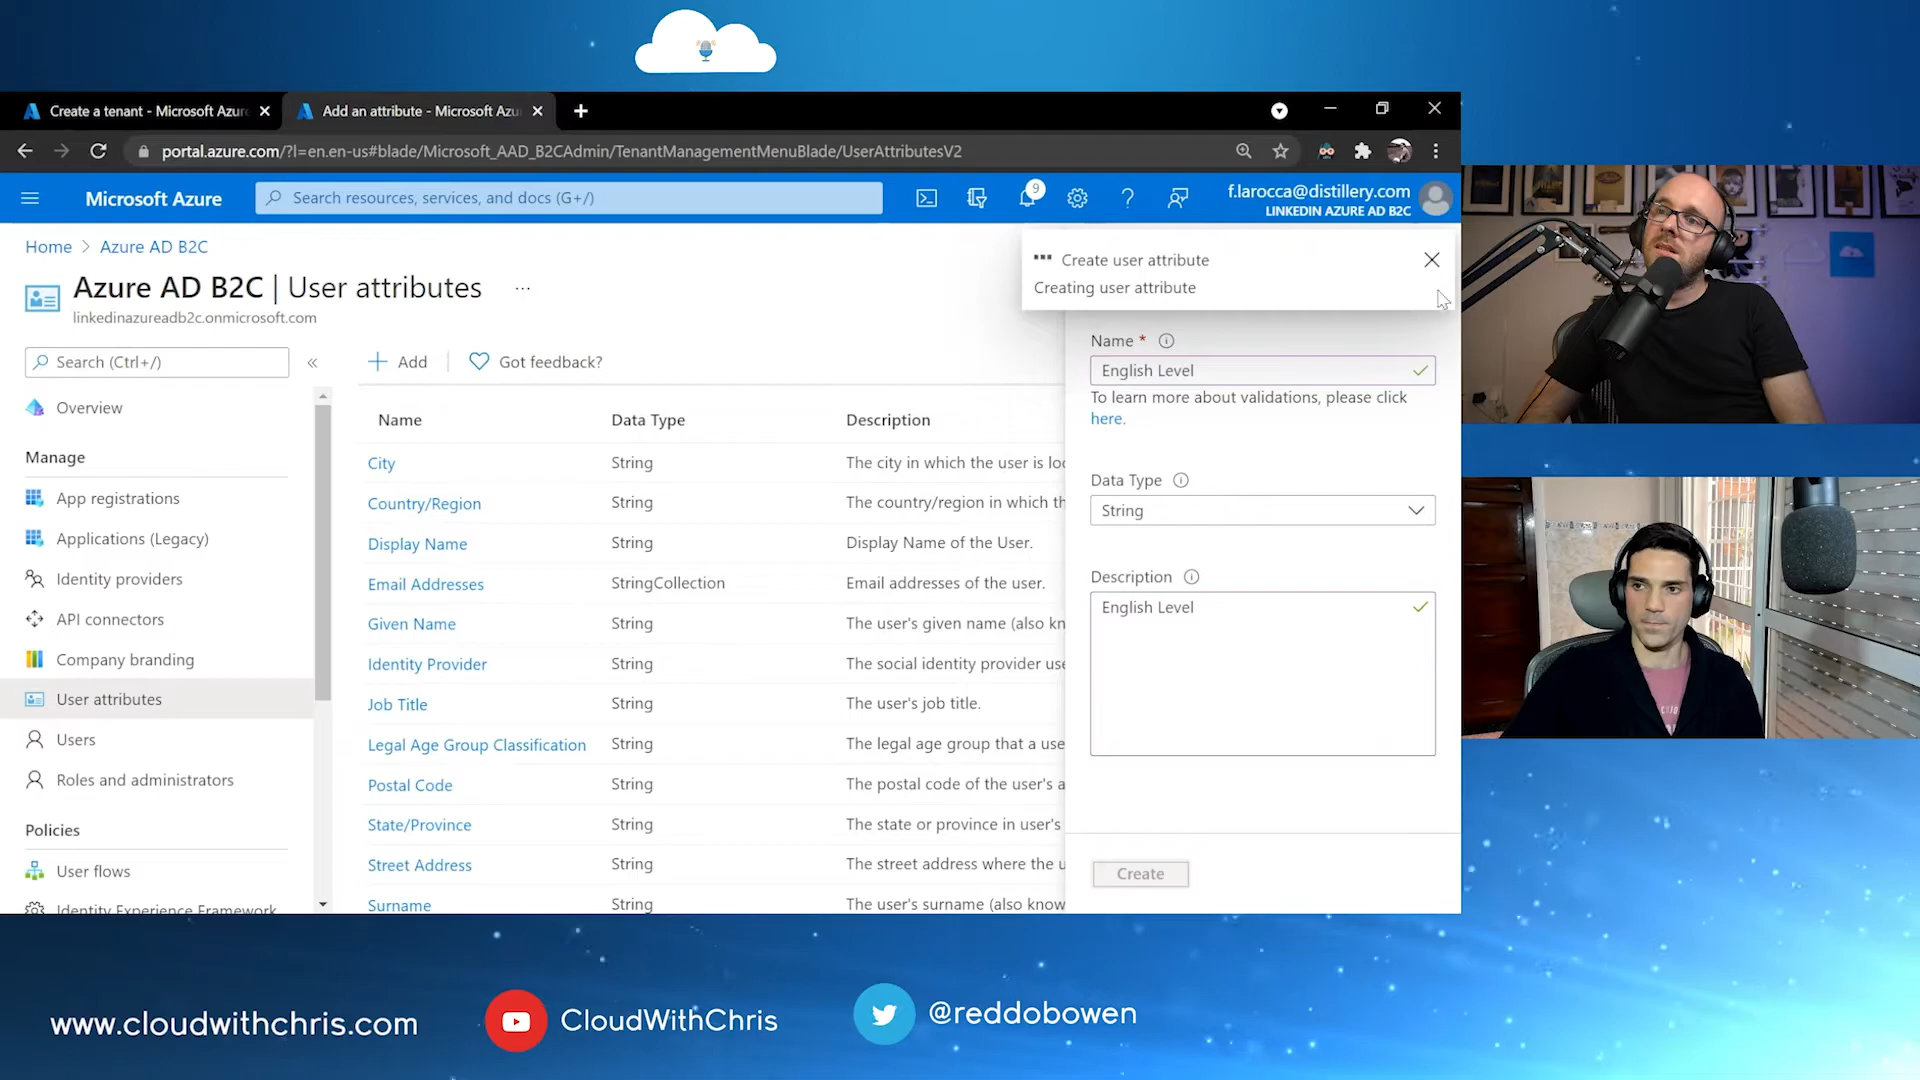 Create a tenant - Microsoft Azure
Add an attribute - Microsoft Azu
portal.azure.com/?l=en.en-us#blade/Microsoft_AAD_B2CAdmin/TenantManagementMenuBlade/UserAttributesV2
Microsoft Azure
Search resources, services, and docs (G+/)
9
f.larocca@distillery.com
LINKEDIN AZURE AD B2C
Home > Azure AD B2C
Azure AD B2C | User attributes ...
linkedinazureadb2c.onmicrosoft.com
Search (Ctrl+/)
Overview
Manage
App registrations
Applications (Legacy)
Identity providers
API connectors
Company branding
User attributes
Users
Roles and administrators
Policies
User flows
Identity Experience Framework
Add
Got feedback?
Name Data Type Description
City String The city in which the user is loc
Country/Region String The country/region in which th
Display Name String Display Name of the User.
Email Addresses StringCollection Email addresses of the user.
Given Name String The user's given name (also kn
Identity Provider String The social identity provider use
Job Title String The user's job title.
Legal Age Group Classification String The legal age group that a use
Postal Code String The postal code of the user's a
State/Province String The state or province in user's
Street Address String The street address where the u
Surname String The user's surname (also know
Create user attribute
Creating user attribute
Name *
English Level
To learn more about validations, please click
here.
Data Type
String
Description
English Level
Create
www.cloudwithchris.com
CloudWithChris
@reddobowen